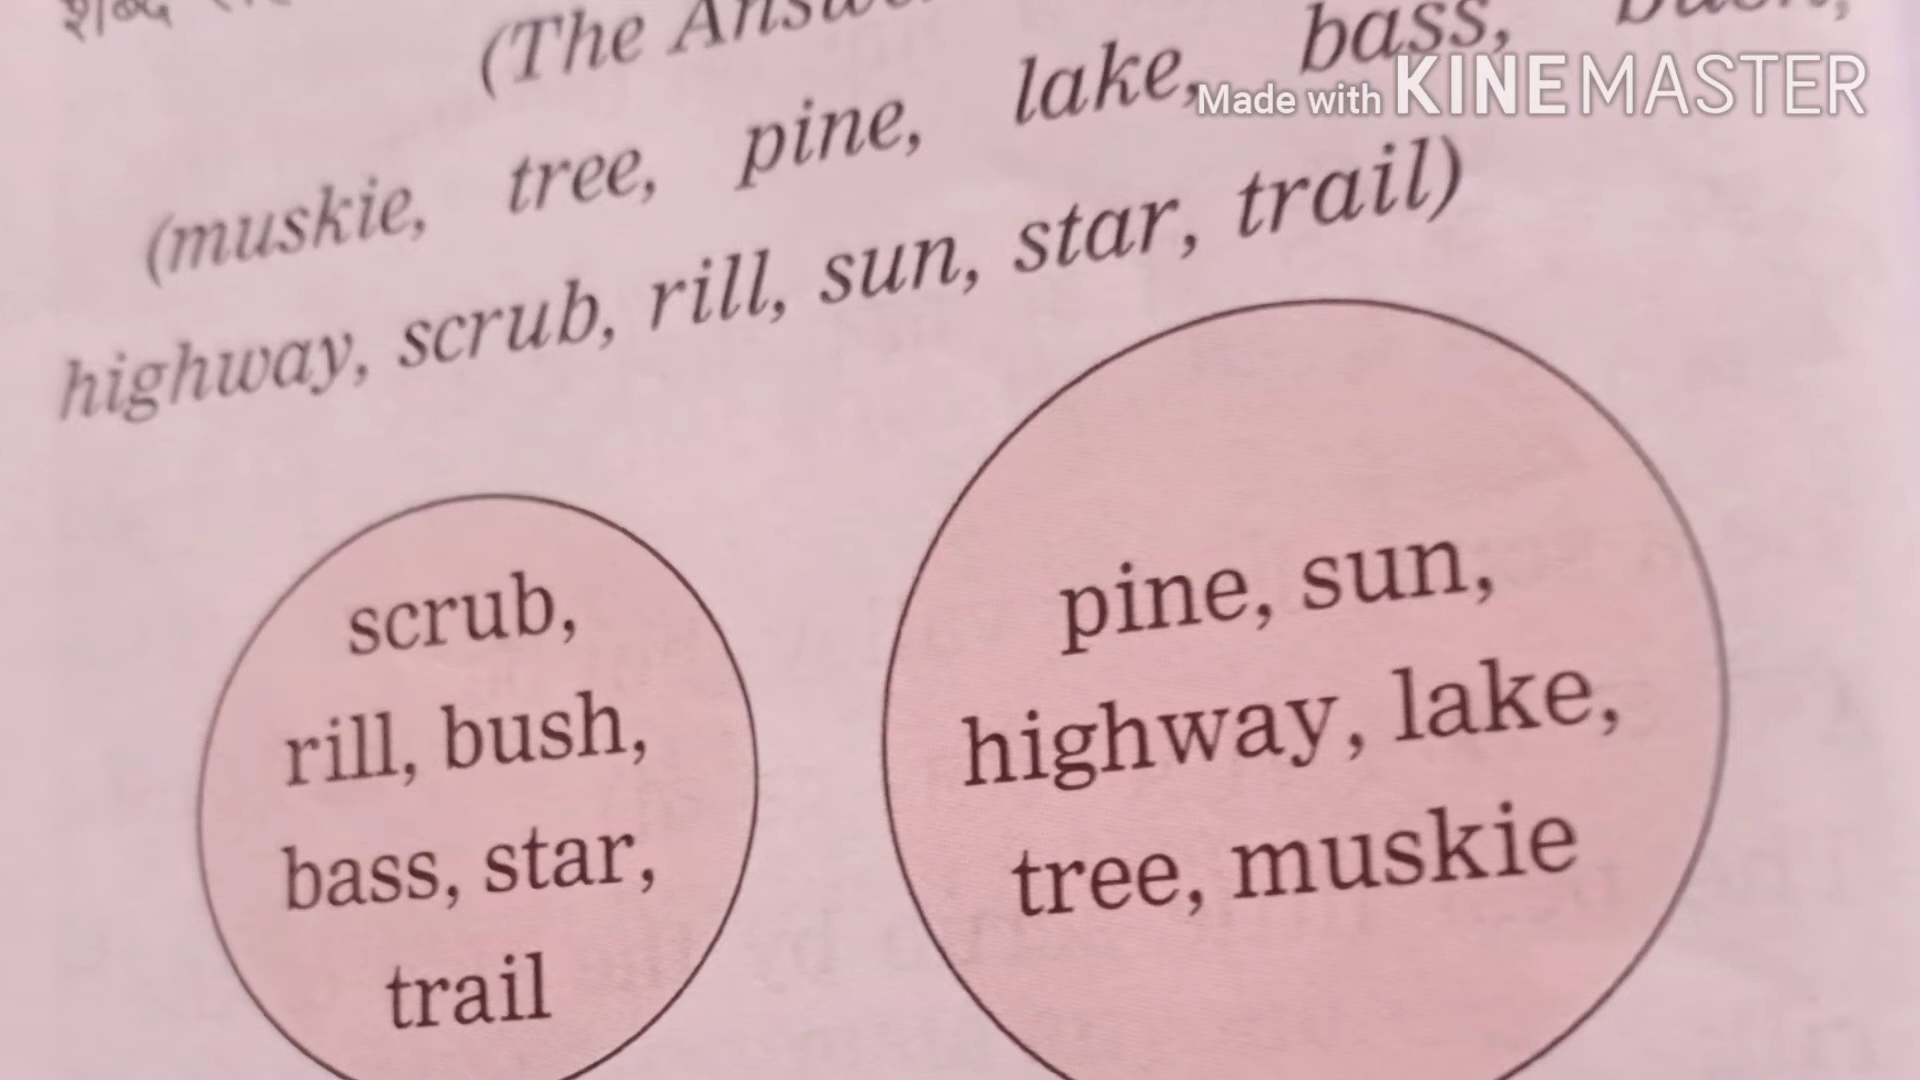 शब्द
(The
(muskie, tree, pine, lake, bass,
highway, scrub, rill, sun, star, trail)
Made with KINEMASTER
scrub,
rill, bush,
bass, star,
trail
pine, sun,
highway, lake,
tree, muskie